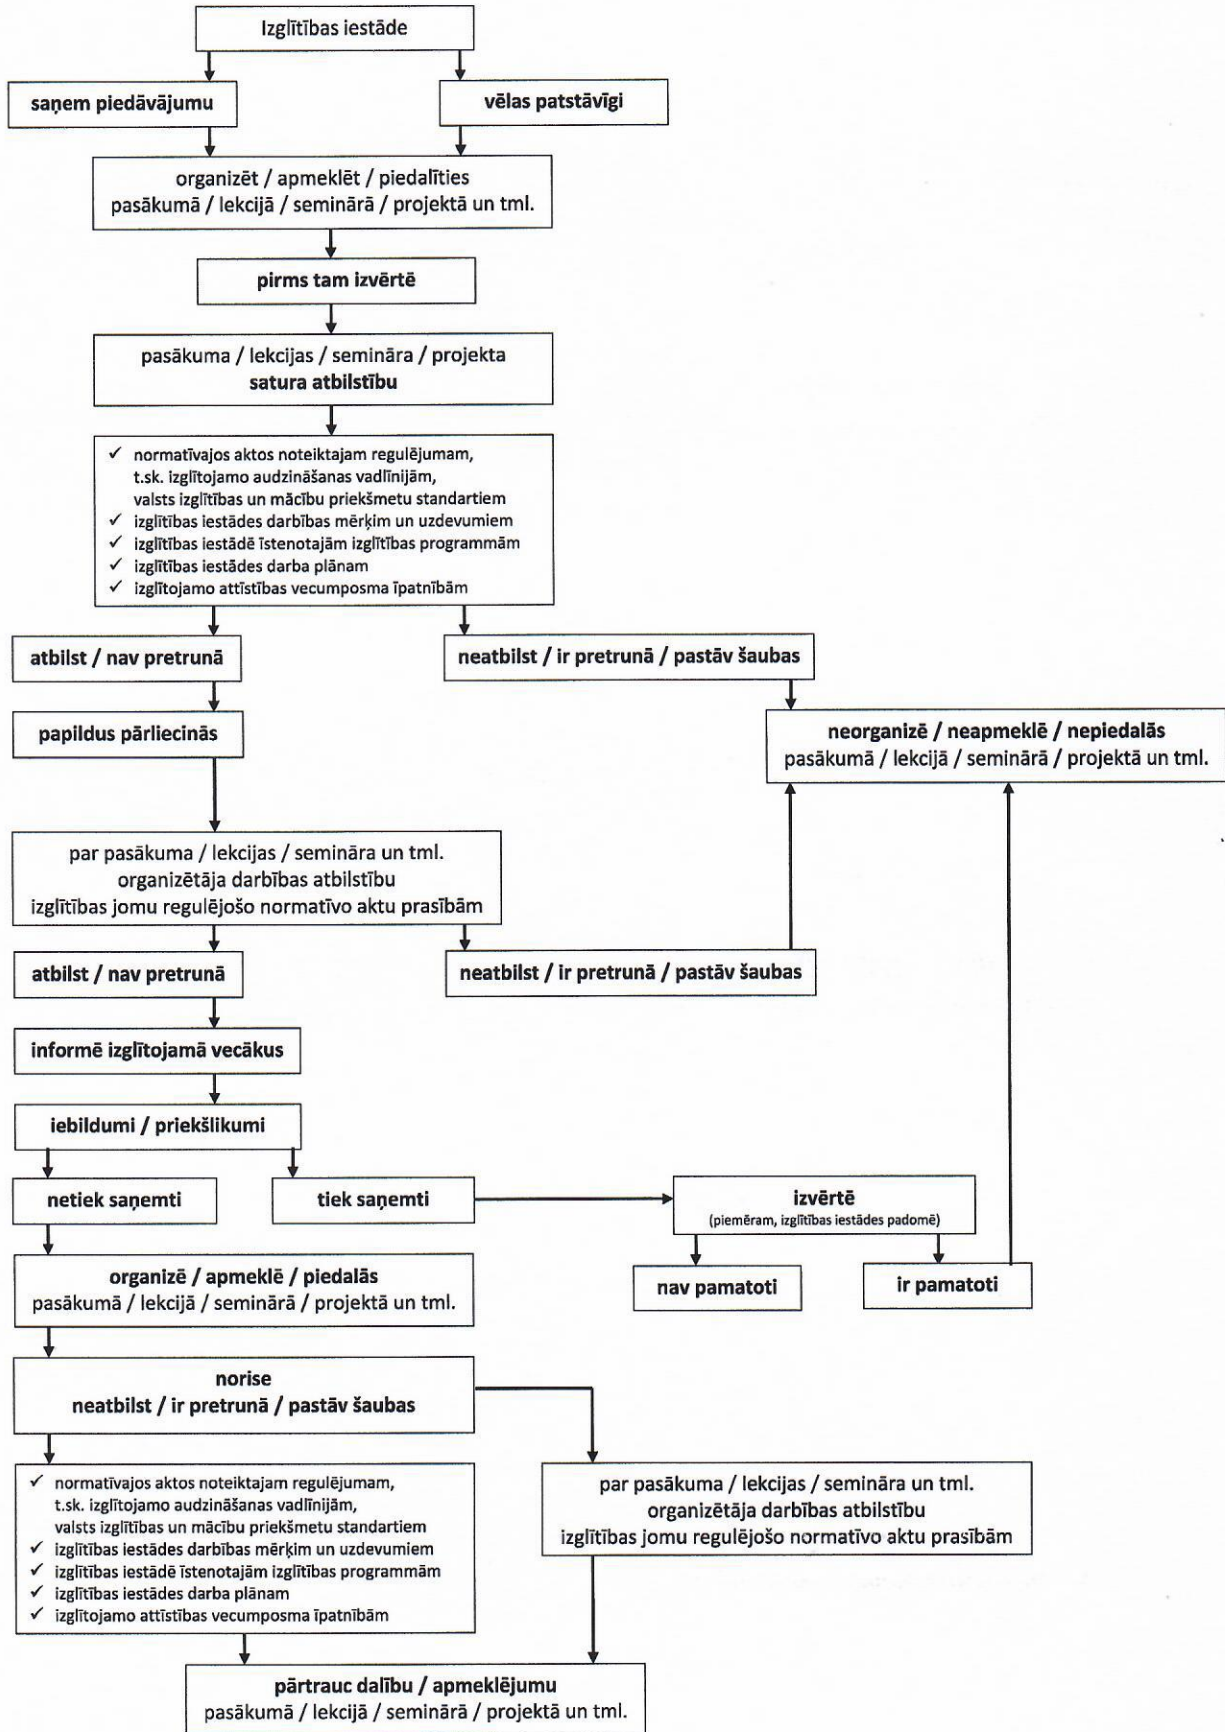 Izglītības iestāde
saņem piedāvājumu
vēlas patstāvīgi
organizēt / apmeklēt / piedalīties
pasākumā / lekcijā / seminārā / projektā un tml.
pirms tam izvērtē
pasākuma / lekcijas / semināra / projekta
satura atbilstību
✓ normatīvajos aktos noteiktajam regulējumam,
t.sk. izglītojamo audzināšanas vadlīnijām,
valsts izglītības un mācību priekšmetu standartiem
✓ izglītības iestādes darbības mērķim un uzdevumiem
✓ izglītības iestādē īstenotajām izglītības programmām
✓ izglītības iestādes darba plānam
✓ izglītojamo attīstības vecumposma īpatnībām
atbilst / nav pretrunā
neatbilst / ir pretrunā / pastāv šaubas
papildus pārliecinās
neorganizē / neapmeklē / nepiedalās
pasākumā / lekcijā / seminārā / projektā un tml.
par pasākuma / lekcijas / semināra un tml.
organizētāja darbības atbilstību
izglītības jomu regulējošo normatīvo aktu prasībām
atbilst / nav pretrunā
neatbilst / ir pretrunā / pastāv šaubas
informē izglītojamā vecākus
iebildumi / priekšlikumi
netiek saņemti
tiek saņemti
izvērtē
(piemēram, izglītības iestādes padomē)
nav pamatoti
ir pamatoti
organizē / apmeklē / piedalās
pasākumā / lekcijā / seminārā / projektā un tml.
norise
neatbilst / ir pretrunā / pastāv šaubas
✓ normatīvajos aktos noteiktajam regulējumam,
t.sk. izglītojamo audzināšanas vadlīnijām,
valsts izglītības un mācību priekšmetu standartiem
✓ izglītības iestādes darbības mērķim un uzdevumiem
✓ izglītības iestādē īstenotajām izglītības programmām
✓ izglītības iestādes darba plānam
✓ izglītojamo attīstības vecumposma īpatnībām
par pasākuma / lekcijas / semināra un tml.
organizētāja darbības atbilstību
izglītības jomu regulējošo normatīvo aktu prasībām
pārtrauc dalību / apmeklējumu
pasākumā / lekcijā / seminārā / projektā un tml.